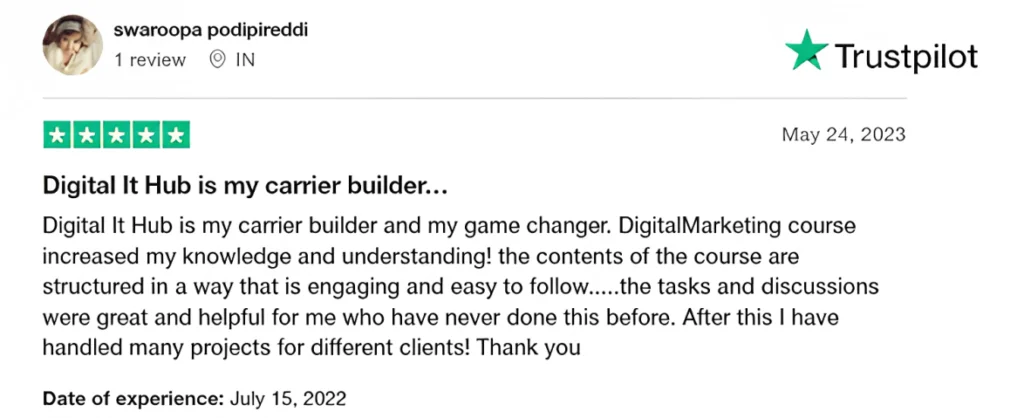 swaroopa podipireddi
1 review IN
Trustpilot
May 24, 2023
Digital It Hub is my carrier builder...
Digital It Hub is my carrier builder and my game changer. DigitalMarketing course
increased my knowledge and understanding! the contents of the course are
structured in a way that is engaging and easy to follow.....the tasks and discussions
were great and helpful for me who have never done this before. After this I have
handled many projects for different clients! Thank you
Date of experience: July 15, 2022